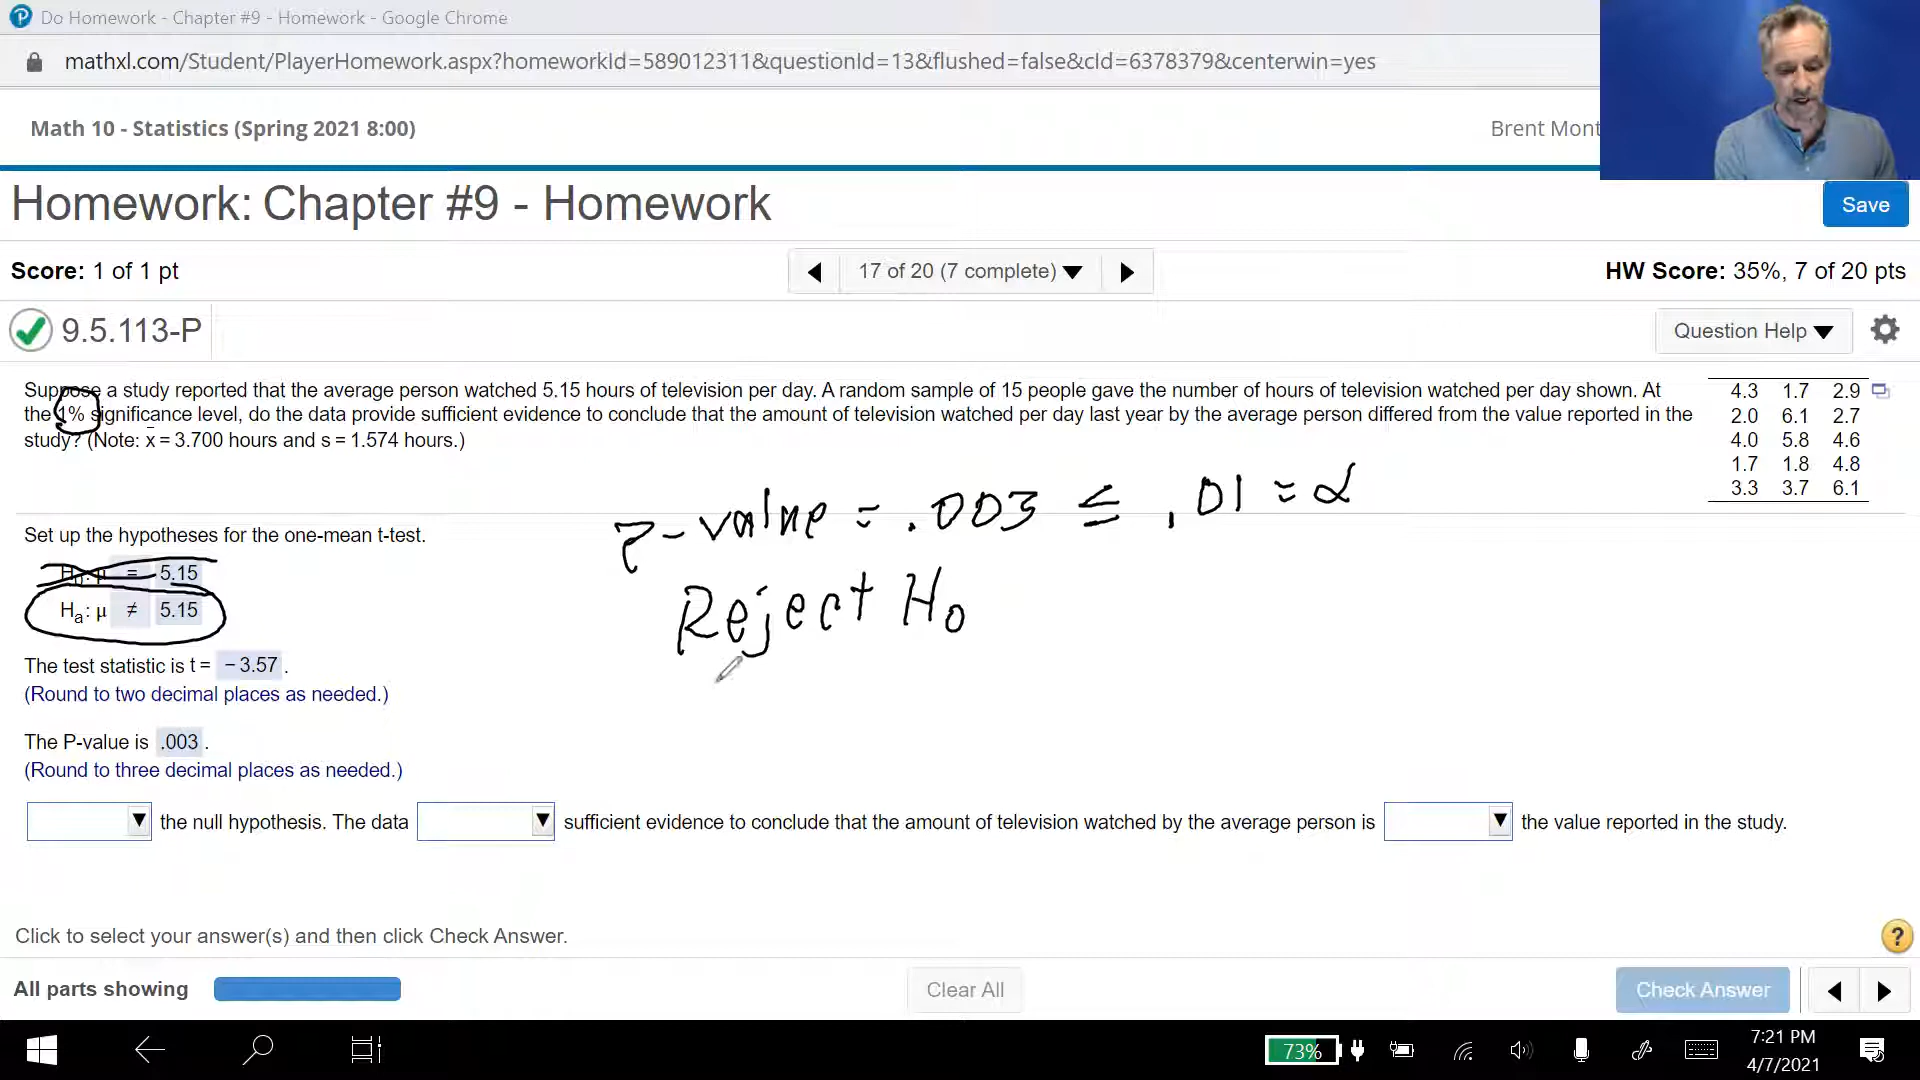 Do Homework - Chapter #9 - Homework - Google Chrome
mathxl.com/Student/PlayerHomework.aspx?homeworkId=589012311&questionId=13&flushed=false&cId=6378379&centerwin=yes
Math 10 - Statistics (Spring 2021 8:00)
Brent Mont
Homework: Chapter #9 - Homework
Save
Score: 1 of 1 pt
17 of 20 (7 complete)
HW Score: 35%, 7 of 20 pts
9.5.113-P
Question Help
Suppose a study reported that the average person watched 5.15 hours of television per day. A random sample of 15 people gave the number of hours of television watched per day shown. At
the 1% significance level, do the data provide sufficient evidence to conclude that the amount of television watched per day last year by the average person differed from the value reported in the
study? (Note: x̄ = 3.700 hours and s = 1.574 hours.)
4.3 1.7 2.9
2.0 6.1 2.7
4.0 5.8 4.6
1.7 1.8 4.8
3.3 3.7 6.1
P-value = .003 ≤ .01 = α
Reject H0
Set up the hypotheses for the one-mean t-test.
H0: μ = 5.15
Ha: μ ≠ 5.15
The test statistic is t = −3.57.
(Round to two decimal places as needed.)
The P-value is .003.
(Round to three decimal places as needed.)
the null hypothesis. The data sufficient evidence to conclude that the amount of television watched by the average person is the value reported in the study.
Click to select your answer(s) and then click Check Answer.
?
All parts showing
Clear All
Check Answer
73%
7:21 PM
4/7/2021